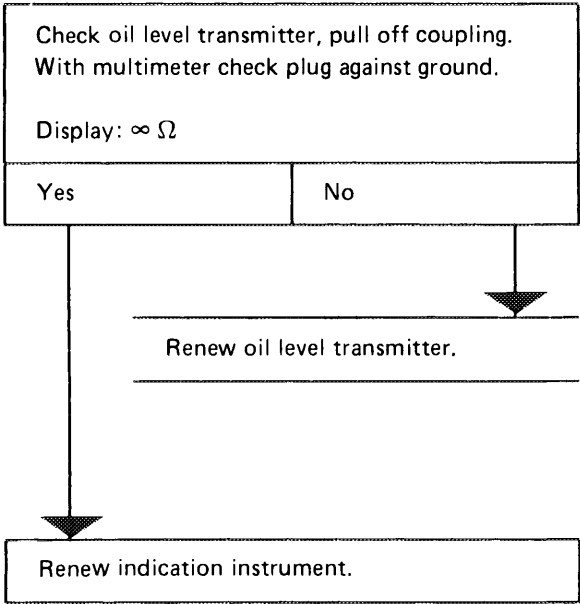 Check oil level transmitter, pull off coupling.
With multimeter check plug against ground.
Display: ∞ Ω
Yes
No
Renew oil level transmitter.
Renew indication instrument.